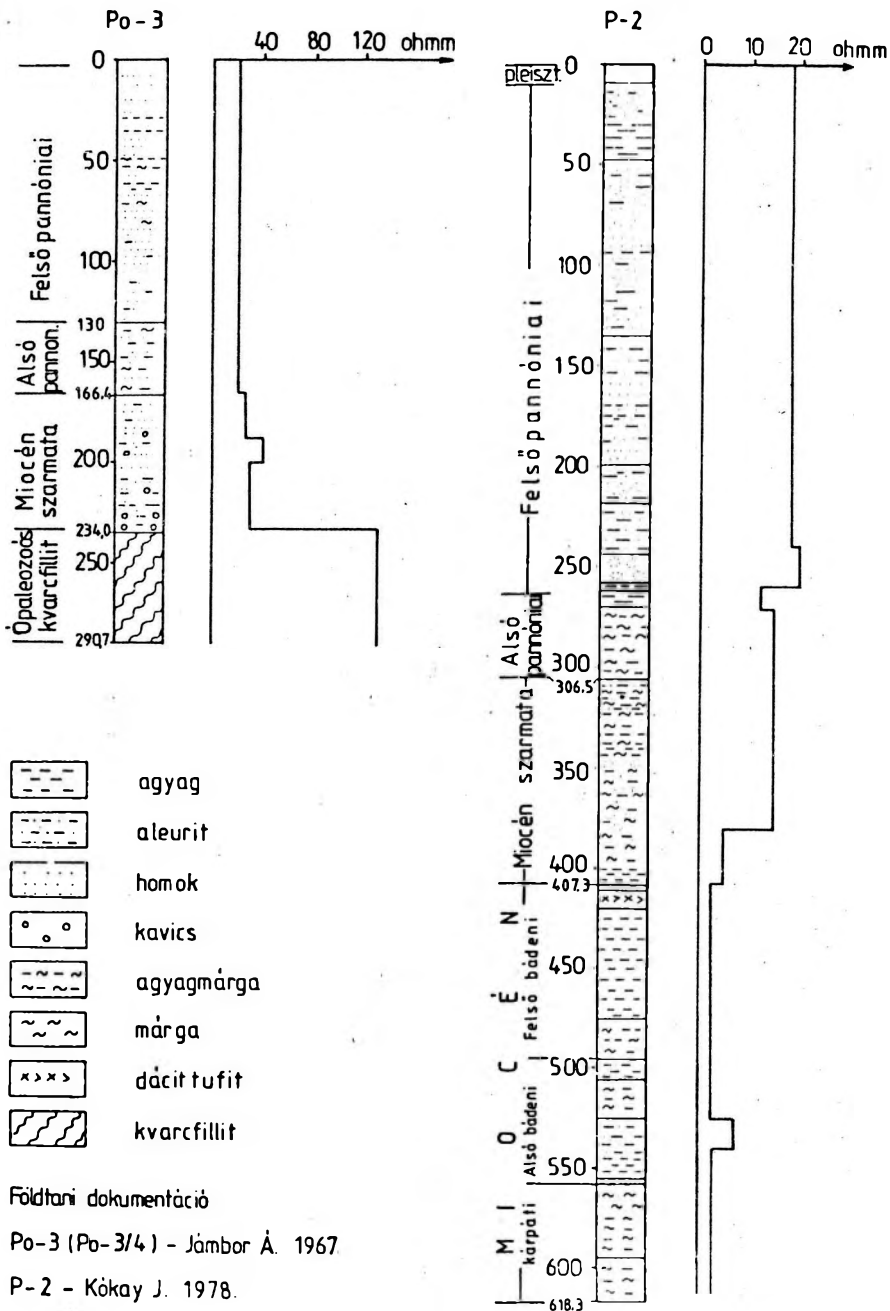 Po-3
40 80 120 ohmm
0
50
100
130
150
166,4
200
234,0
250
290,7
Felső pannóniai
Alsó
pannon.
Miocén
szarmata
Ópaleozoós
kvarcfillit
P-2
0 10 20 ohmm
0
50
100
150
200
250
300
306.5
350
400
407.3
450
500
550
600
618.3
pleiszt.
Felső pannóniai
Alsó
pannóniai
Miocén szarmata
MIOCÉN
Felső bádeni
Alsó bádeni
kárpáti
agyag
aleurit
homok
kavics
agyagmárga
márga
dácittufit
kvarcfillit
Földtani dokumentáció
Po-3 (Po-3/4) - Jámbor Á. 1967.
P-2 - Kókay J. 1978.